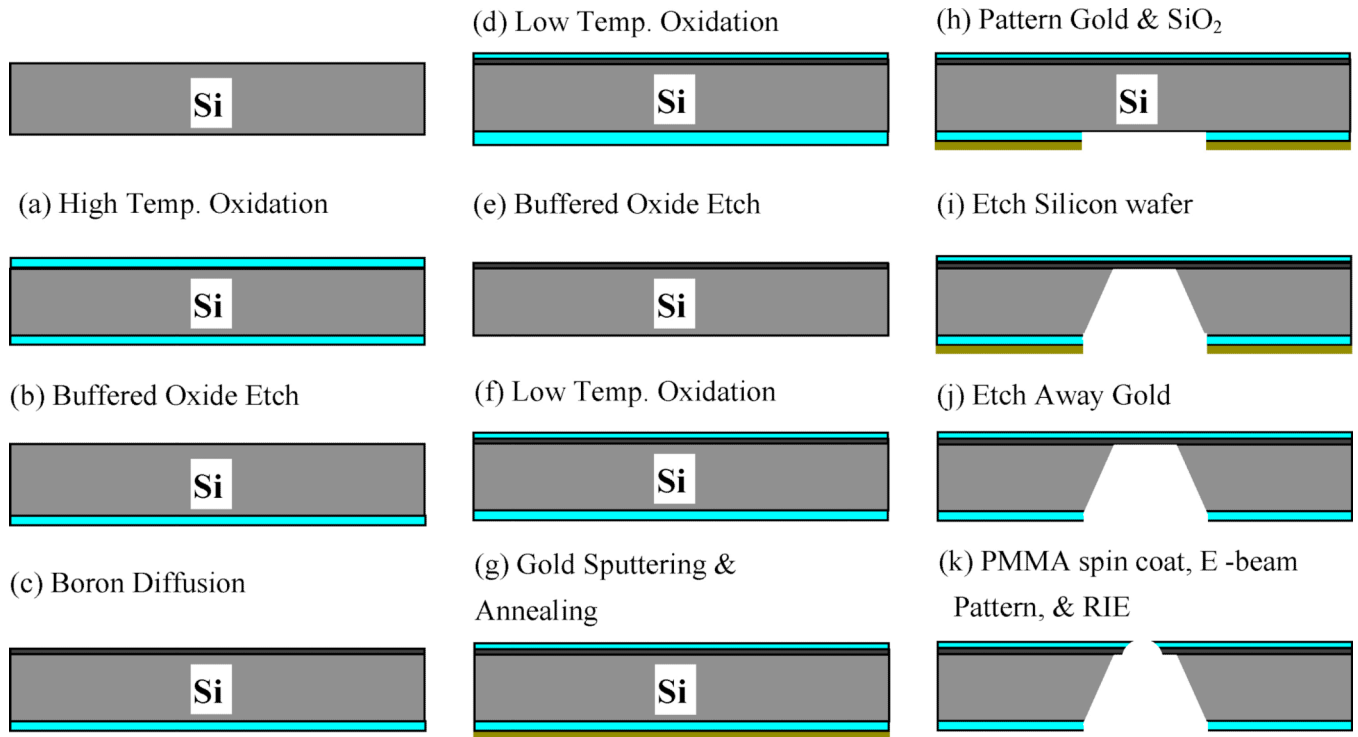 Si
(a) High Temp. Oxidation
Si
(b) Buffered Oxide Etch
Si
(c) Boron Diffusion
Si
(d) Low Temp. Oxidation
Si
(e) Buffered Oxide Etch
Si
(f) Low Temp. Oxidation
Si
(g) Gold Sputtering &
Annealing
Si
(h) Pattern Gold & SiO₂
Si
(i) Etch Silicon wafer
(j) Etch Away Gold
(k) PMMA spin coat, E -beam
Pattern, & RIE